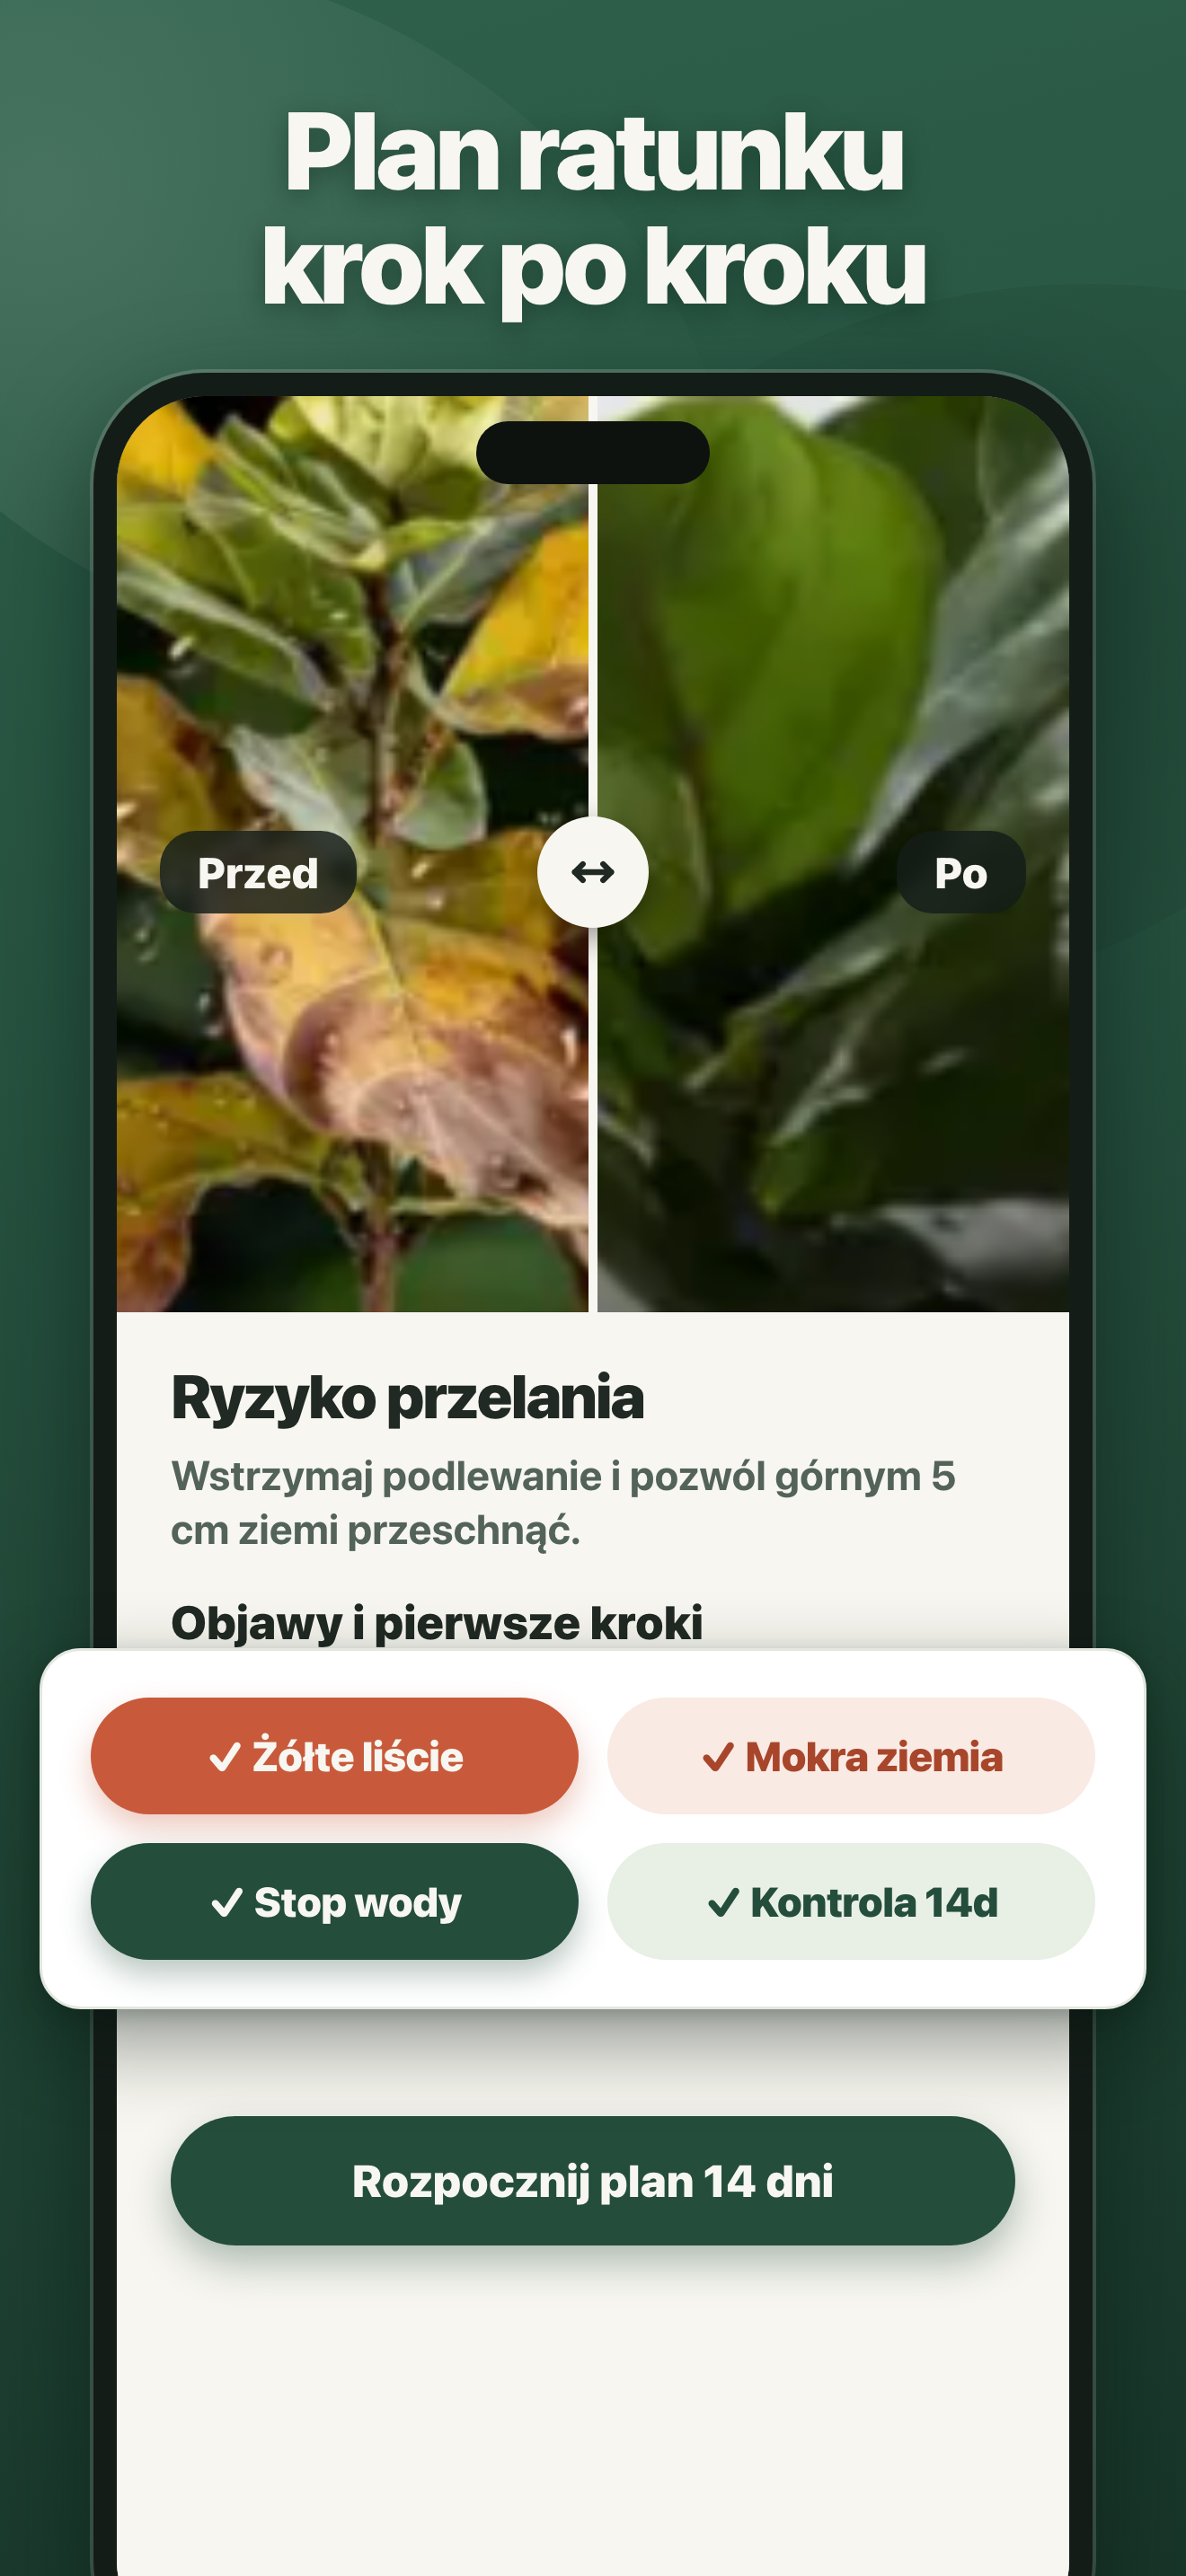 Plan ratunku
krok po kroku
Przed
Po
Ryzyko przelania
Wstrzymaj podlewanie i pozwól górnym 5
cm ziemi przeschnąć.
Objawy i pierwsze kroki
✓ Żółte liście
✓ Mokra ziemia
✓ Stop wody
✓ Kontrola 14d
Rozpocznij plan 14 dni